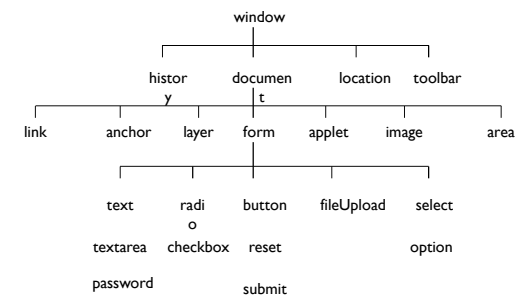 window
histor
y
documen
t
location
toolbar
link
anchor
layer
form
applet
image
area
text
radi
o
button
fileUpload
select
textarea
checkbox
reset
option
password
submit